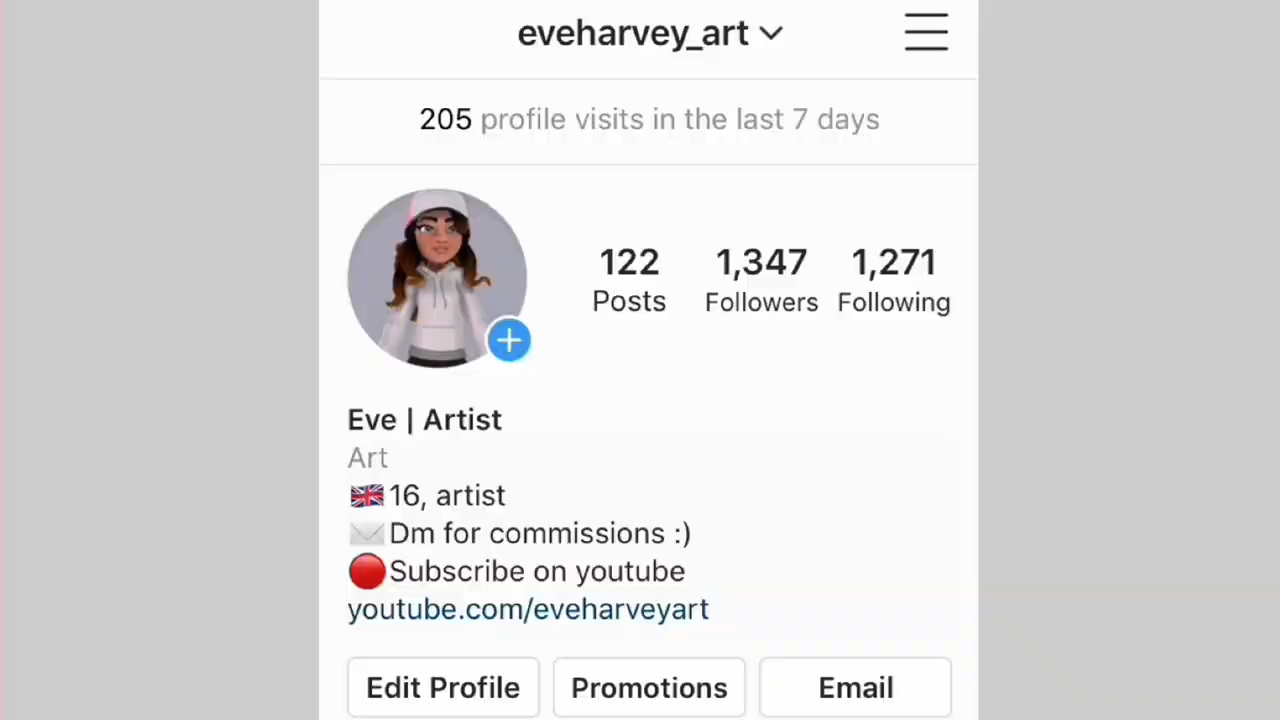 eveharvey_art
205 profile visits in the last 7 days
122 1,347 1,271
Posts Followers Following
Eve | Artist
Art
🇬🇧16, artist
✉️Dm for commissions :)
🔴Subscribe on youtube
youtube.com/eveharveyart
Edit Profile Promotions Email